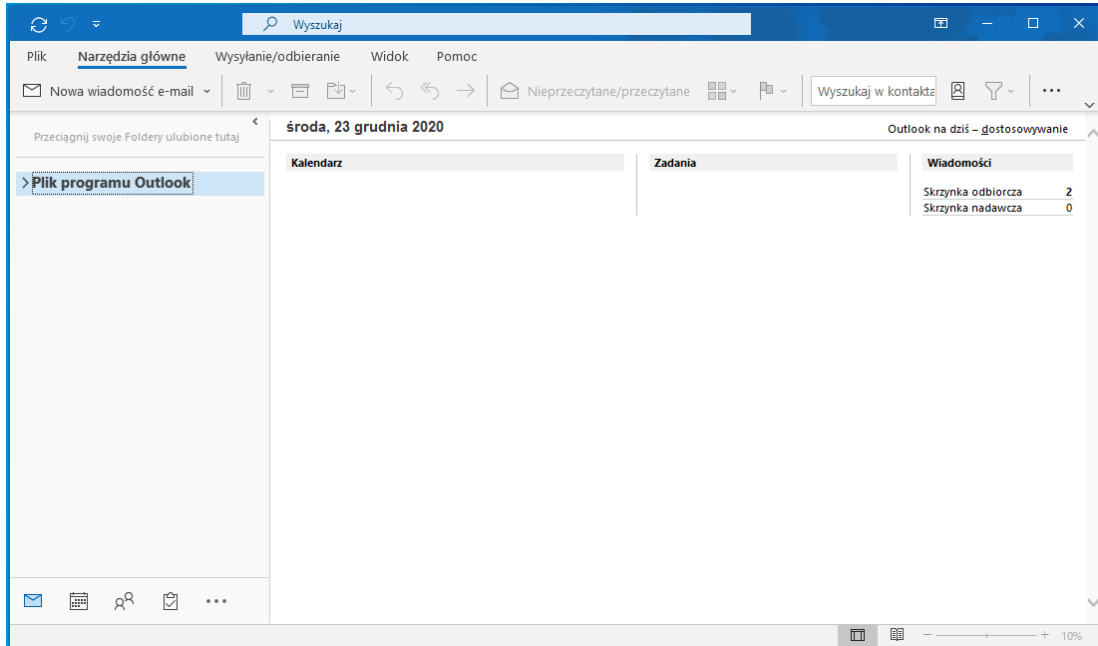 Wyszukaj
Plik Narzędzia główne Wysyłanie/odbieranie Widok Pomoc
Nowa wiadomość e-mail Nieprzeczytane/przeczytane Wyszukaj w kontakta
Przeciągnij swoje Foldery ulubione tutaj
Plik programu Outlook
środa, 23 grudnia 2020 Outlook na dziś – dostosowywanie
Kalendarz Zadania Wiadomości
Skrzynka odbiorcza 2
Skrzynka nadawcza 0
10%